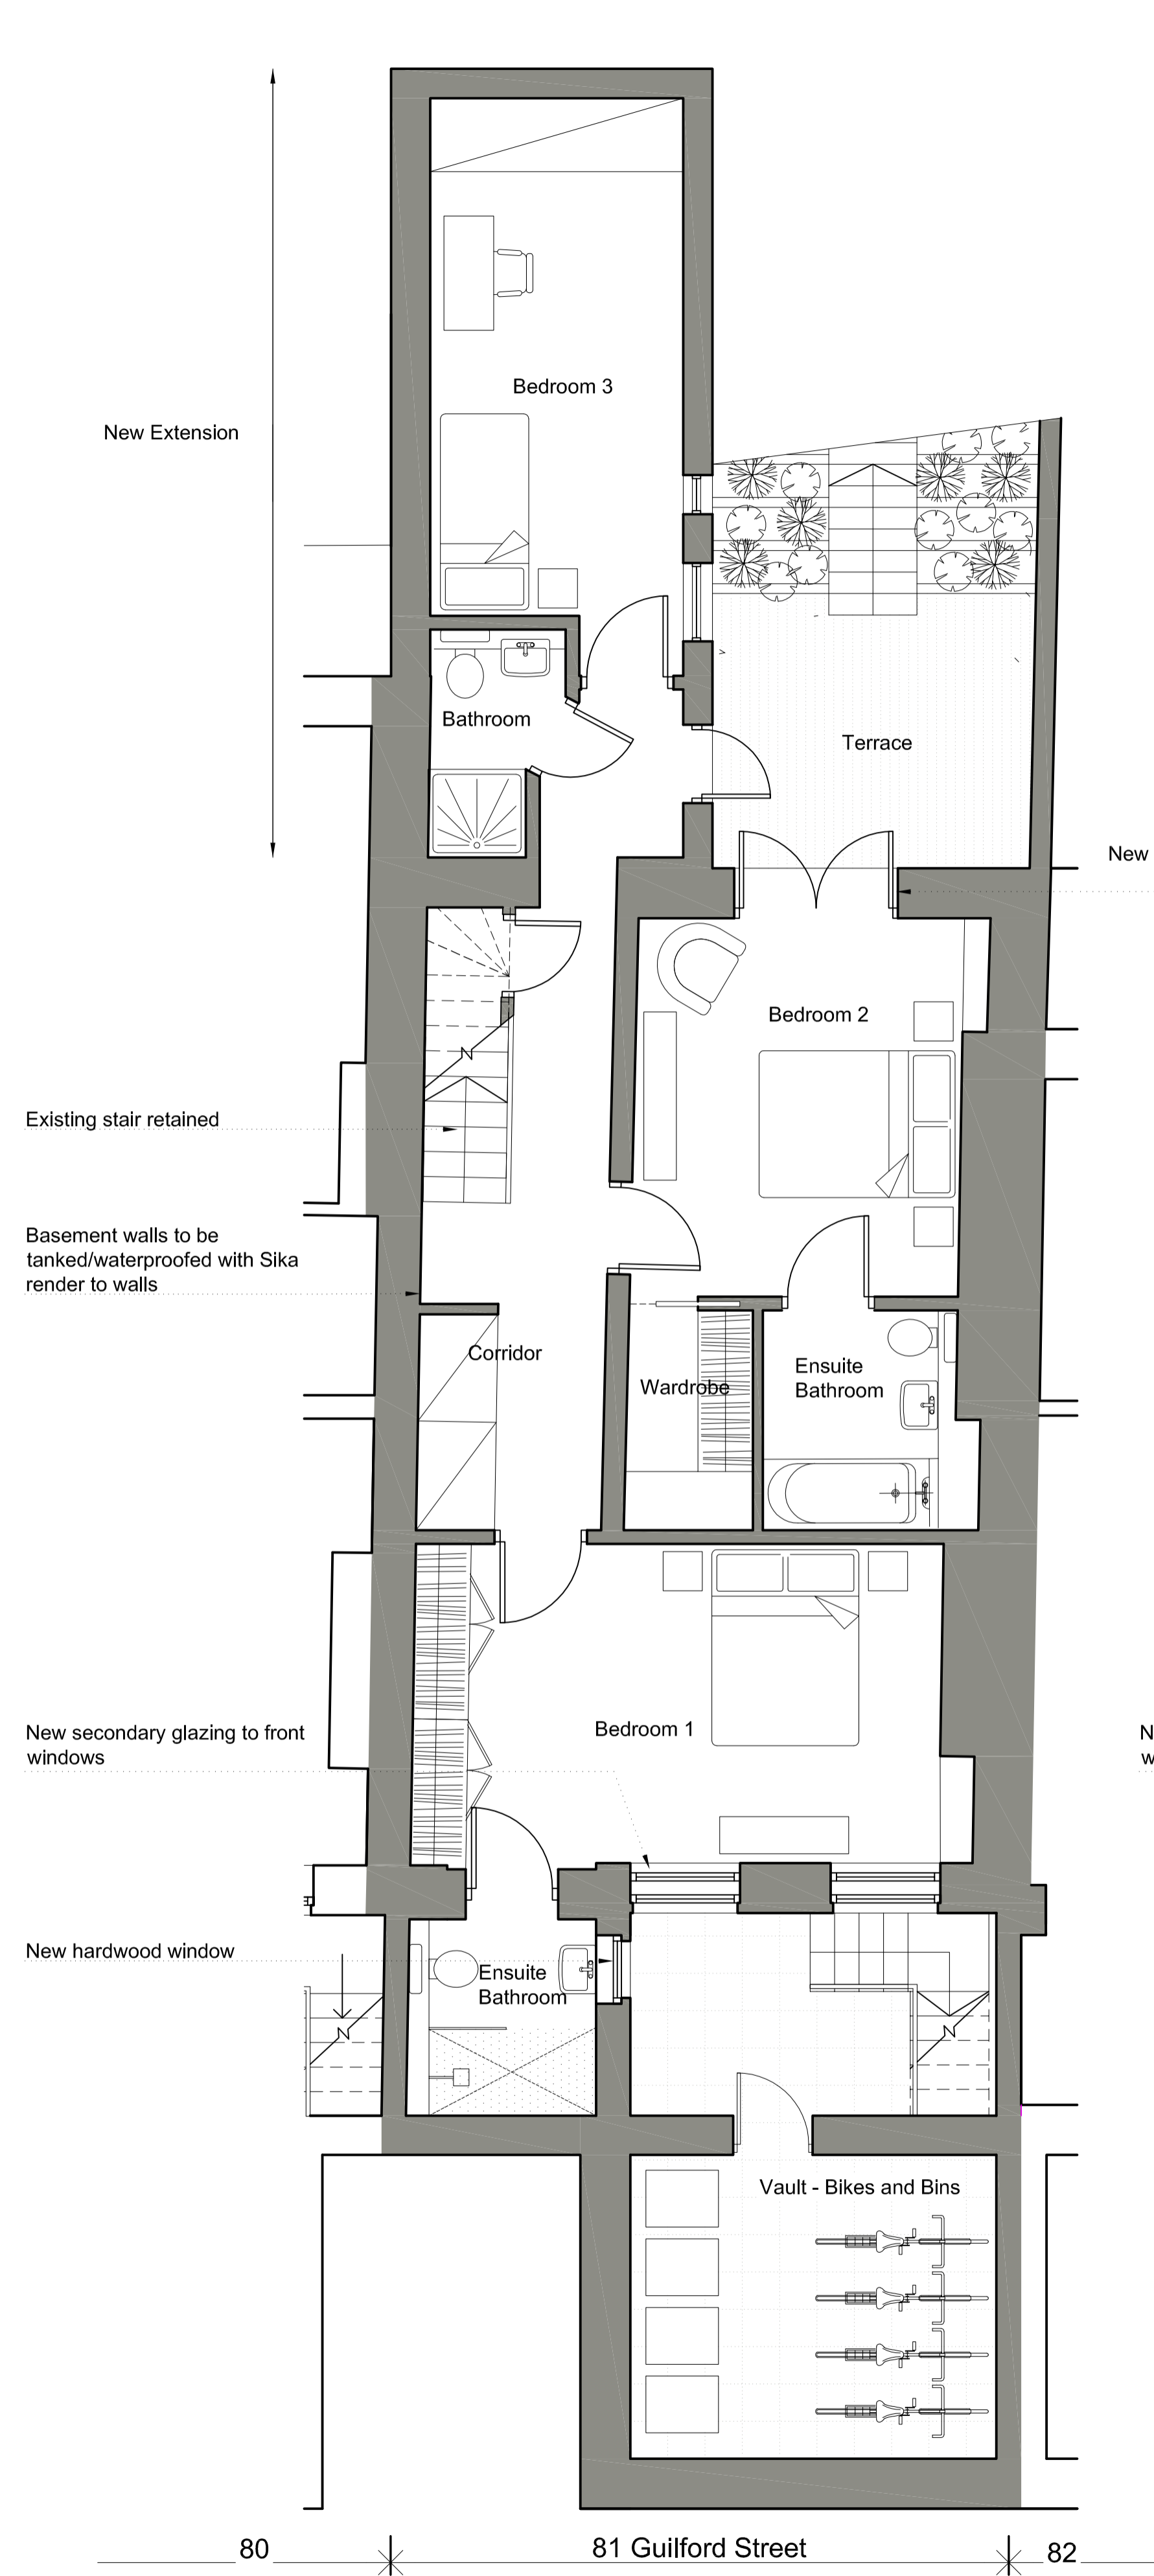 Bedroom 3
New Extension
Bathroom
Terrace
New
Bedroom 2
Existing stair retained
Basement walls to be
tanked/waterproofed with Sika
render to walls
Corridor
Wardrobe
Ensuite
Bathroom
Bedroom 1
New secondary glazing to front
windows
N
w
New hardwood window
Ensuite
Bathroom
Vault - Bikes and Bins
80
81 Guilford Street
82